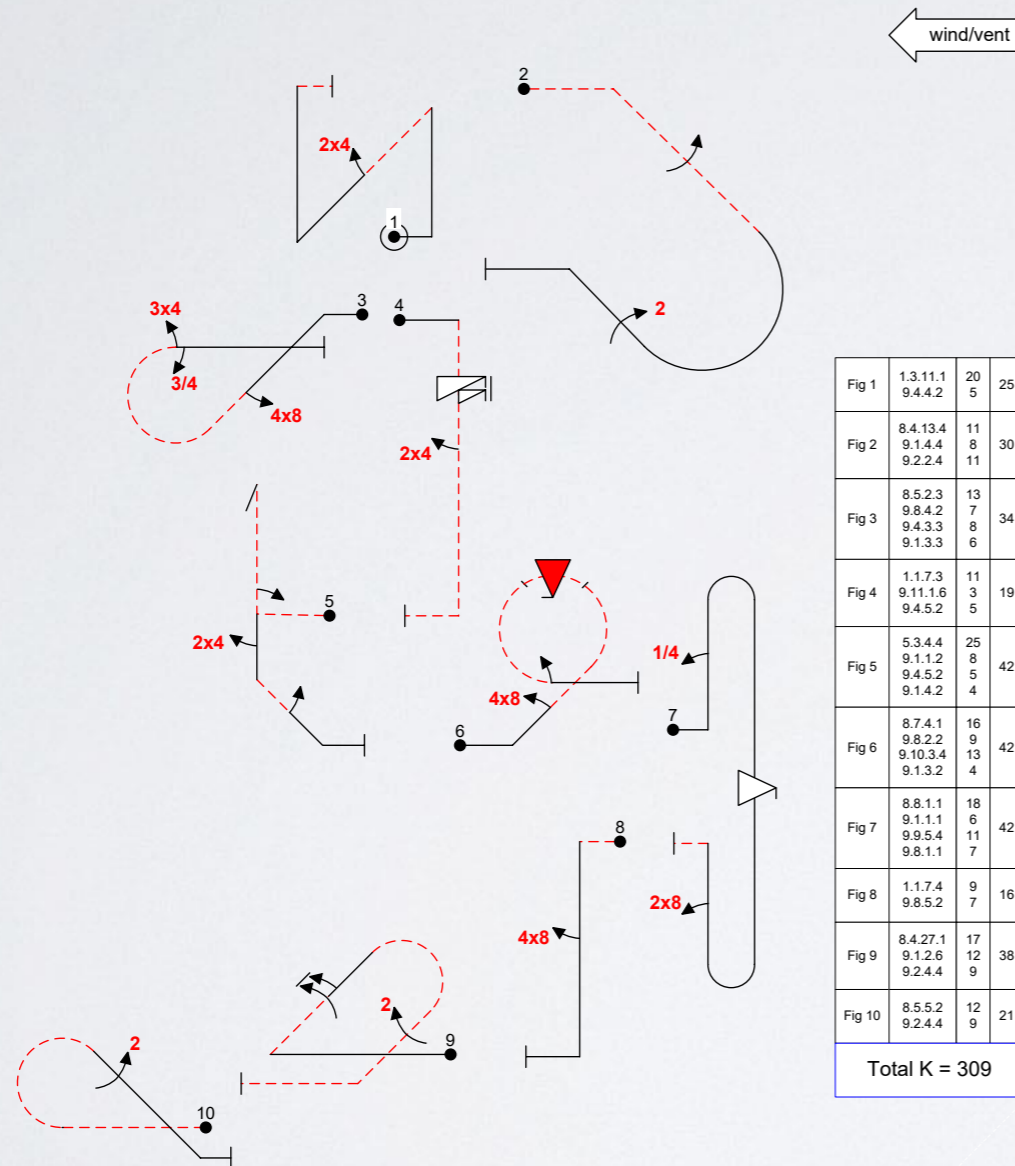 wind/vent
2
2x4
1
2
3x4
3
4
3/4
4x8
2x4
5
2x4
1/4
4x8
6
7
8
2x8
4x8
2
9
2
10
Fig 1 1.3.11.1 20 25
9.4.4.2 5
Fig 2 8.4.13.4 11 30
9.1.4.4 8
9.2.2.4 11
Fig 3 8.5.2.3 13 34
9.8.4.2 7
9.4.3.3 8
9.1.3.3 6
Fig 4 1.1.7.3 11 19
9.11.1.6 3
9.4.5.2 5
Fig 5 5.3.4.4 25 42
9.1.1.2 8
9.4.5.2 5
9.1.4.2 4
Fig 6 8.7.4.1 16 42
9.8.2.2 9
9.10.3.4 13
9.1.3.2 4
Fig 7 8.8.1.1 18 42
9.1.1.1 6
9.9.5.4 11
9.8.1.1 7
Fig 8 1.1.7.4 9 16
9.8.5.2 7
Fig 9 8.4.27.1 17 38
9.1.2.6 12
9.2.4.4 9
Fig 10 8.5.5.2 12 21
9.2.4.4 9
Total K = 309